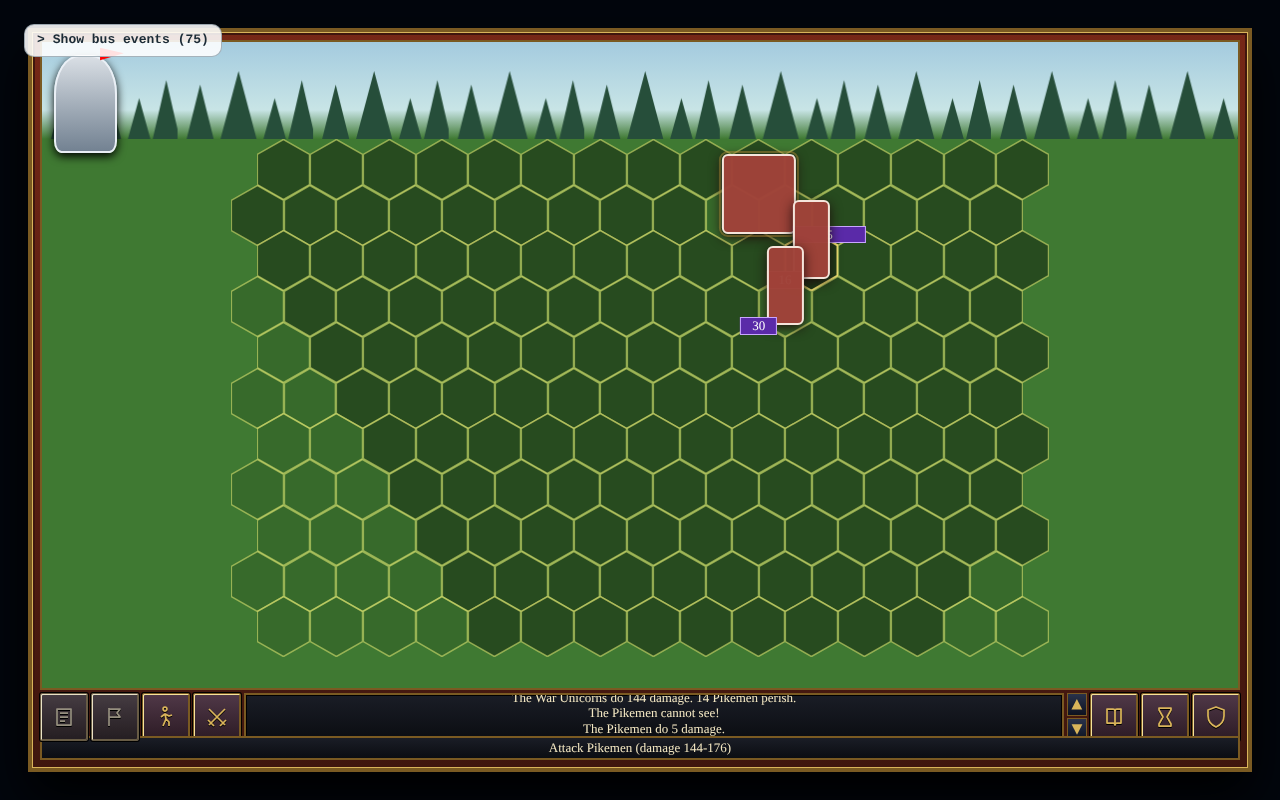 > Show bus events (75)
30
The War Unicorns do 144 damage. 14 Pikemen perish.
The Pikemen cannot see!
The Pikemen do 5 damage.
Attack Pikemen (damage 144-176)